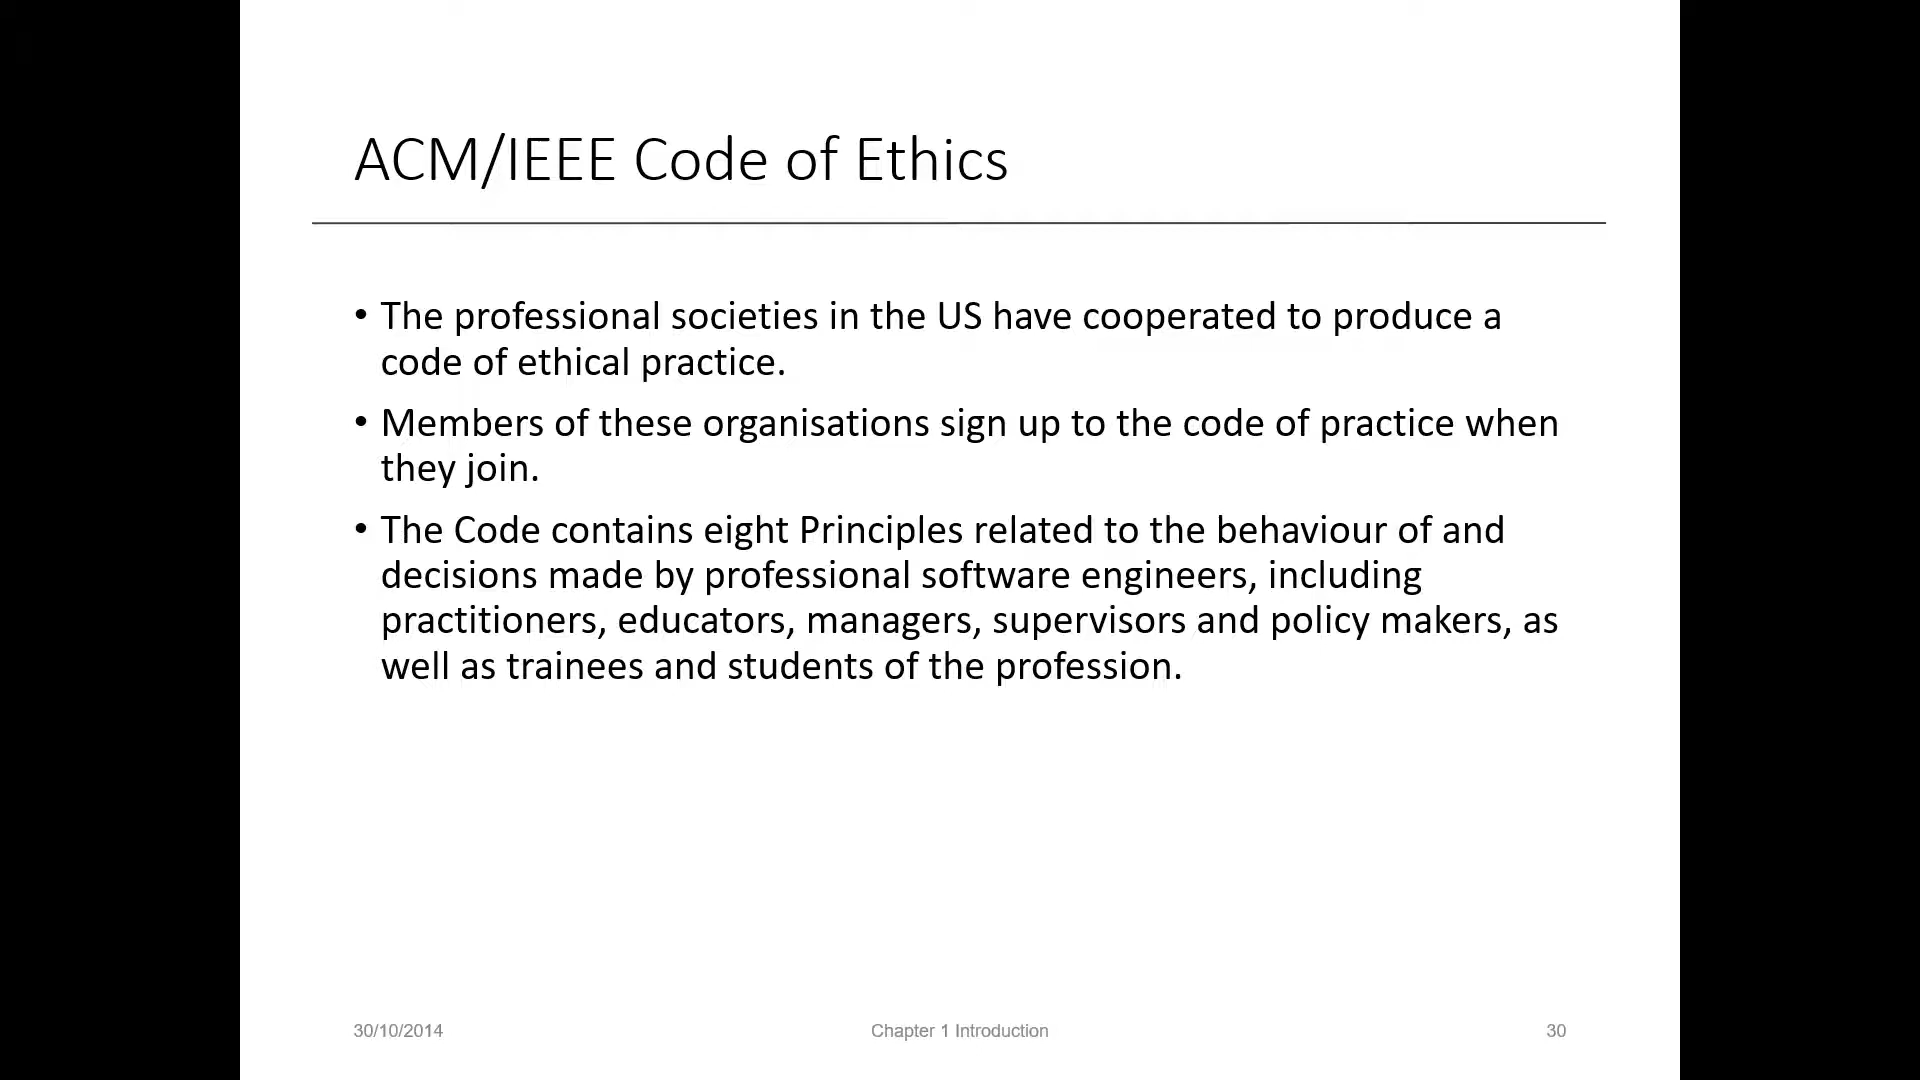 ACM/IEEE Code of Ethics
• The professional societies in the US have cooperated to produce a
code of ethical practice.
• Members of these organisations sign up to the code of practice when
they join.
• The Code contains eight Principles related to the behaviour of and
decisions made by professional software engineers, including
practitioners, educators, managers, supervisors and policy makers, as
well as trainees and students of the profession.
30/10/2014
Chapter 1 Introduction
30